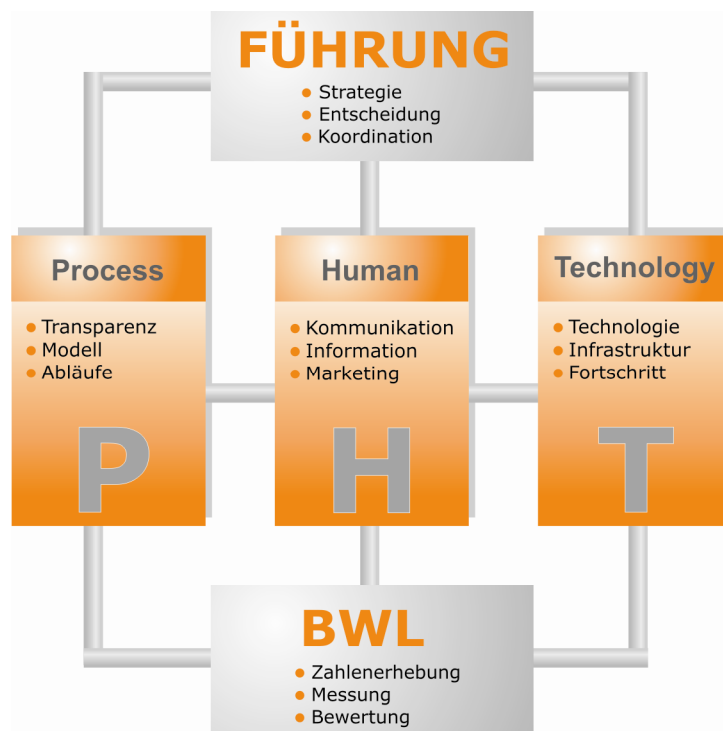 FÜHRUNG
Strategie
Entscheidung
Koordination
Process
Transparenz
Modell
Abläufe
P
Human
Kommunikation
Information
Marketing
H
Technology
Technologie
Infrastruktur
Fortschritt
T
BWL
Zahlenerhebung
Messung
Bewertung